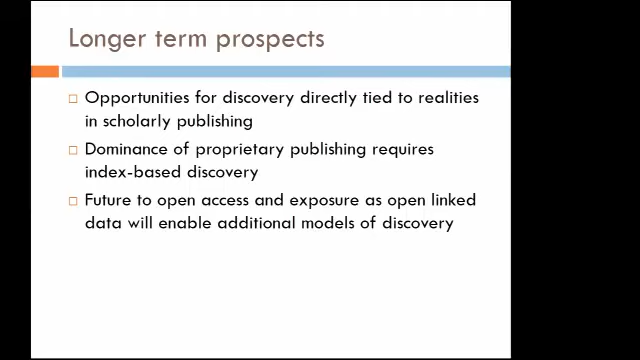 Longer term prospects
Opportunities for discovery directly tied to realities
in scholarly publishing
Dominance of proprietary publishing requires
index-based discovery
Future to open access and exposure as open linked
data will enable additional models of discovery